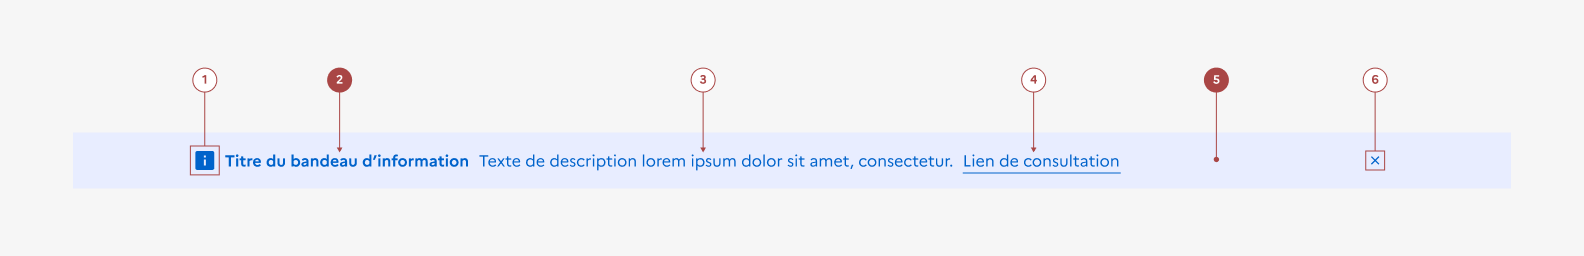 1 2 3 4 5 6
i Titre du bandeau d’information Texte de description lorem ipsum dolor sit amet, consectetur. Lien de consultation ×